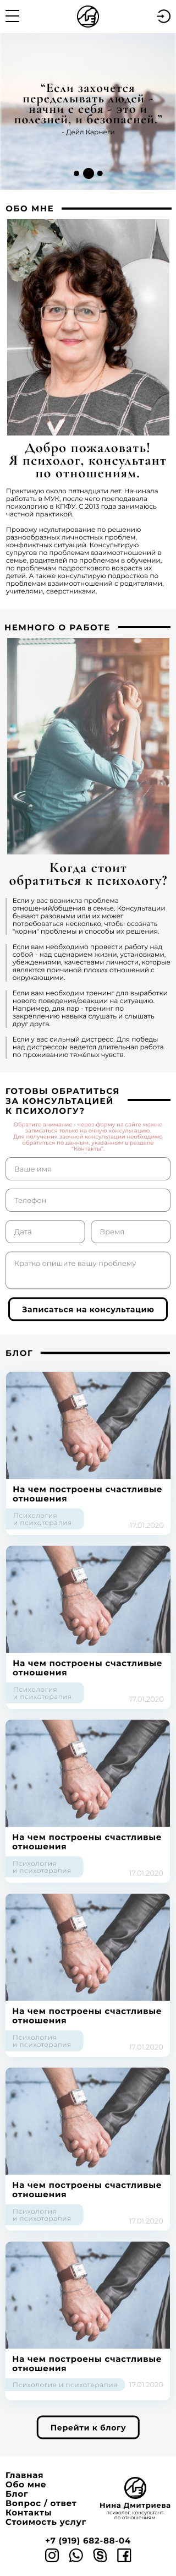 “Если захочется
переделывать людей -
начни с себя - это и
полезней, и безопасней.”
- Дейл Карнеги
ОБО МНЕ
Добро пожаловать!
Я психолог, консультант
по отношениям.
Практикую около пятнадцати лет. Начинала
работать в МУК, после чего преподавала
психологию в КПФУ. С 2013 года занимаюсь
частной практикой.
Провожу нсультирование по решению
разнообразных личностных проблем,
конфликтных ситуаций. Консультирую
супругов по проблемам взаимоотношений в
семье, родителей по проблемам в обучении,
по проблемам подросткового возраста их
детей. А также консультирую подростков по
проблемам взаимоотношений с родителями,
учителями, сверстниками.
НЕМНОГО О РАБОТЕ
Когда стоит
обратиться к психологу?
Если у вас возникла проблема
отношений/общения в семье. Консультации
бывают разовыми или их может
потребоваться несколько, чтобы осознать
"корни" проблемы и способы их решения.
Если вам необходимо провести работу над
собой - над сценарием жизни, установками,
убеждениями, качествами личности, которые
являются причиной плохих отношений с
окружающими.
Если вам необходим тренинг для выработки
нового поведения/реакции на ситуацию.
Например, для пар - тренинг по
закреплению навыка слушать и слышать
друг друга.
Если у вас сильный дистресс. Для победы
над дистрессом ведется длительная работа
по проживанию тяжёлых чувств.
ГОТОВЫ ОБРАТИТЬСЯ
ЗА КОНСУЛЬТАЦИЕЙ
К ПСИХОЛОГУ?
Обратите внимание - через форму на сайте можно
записаться только на очную консультацию.
Для получения заочной консультации необходимо
обратиться по данным, указанным в разделе
"Контакты".
Ваше имя
Телефон
Дата Время
Кратко опишите вашу проблему
Записаться на консультацию
БЛОГ
На чем построены счастливые
отношения
Психология
и психотерапия
17.01.2020
На чем построены счастливые
отношения
Психология
и психотерапия
17.01.2020
На чем построены счастливые
отношения
Психология
и психотерапия
17.01.2020
На чем построены счастливые
отношения
Психология
и психотерапия
17.01.2020
На чем построены счастливые
отношения
Психология
и психотерапия
17.01.2020
На чем построены счастливые
отношения
Психология и психотерапия 17.01.2020
Перейти к блогу
Главная
Обо мне
Блог
Вопрос / ответ
Контакты
Стоимость услуг
Нина Дмитриева
психолог, консультант
по отношениям
+7 (919) 682-88-04